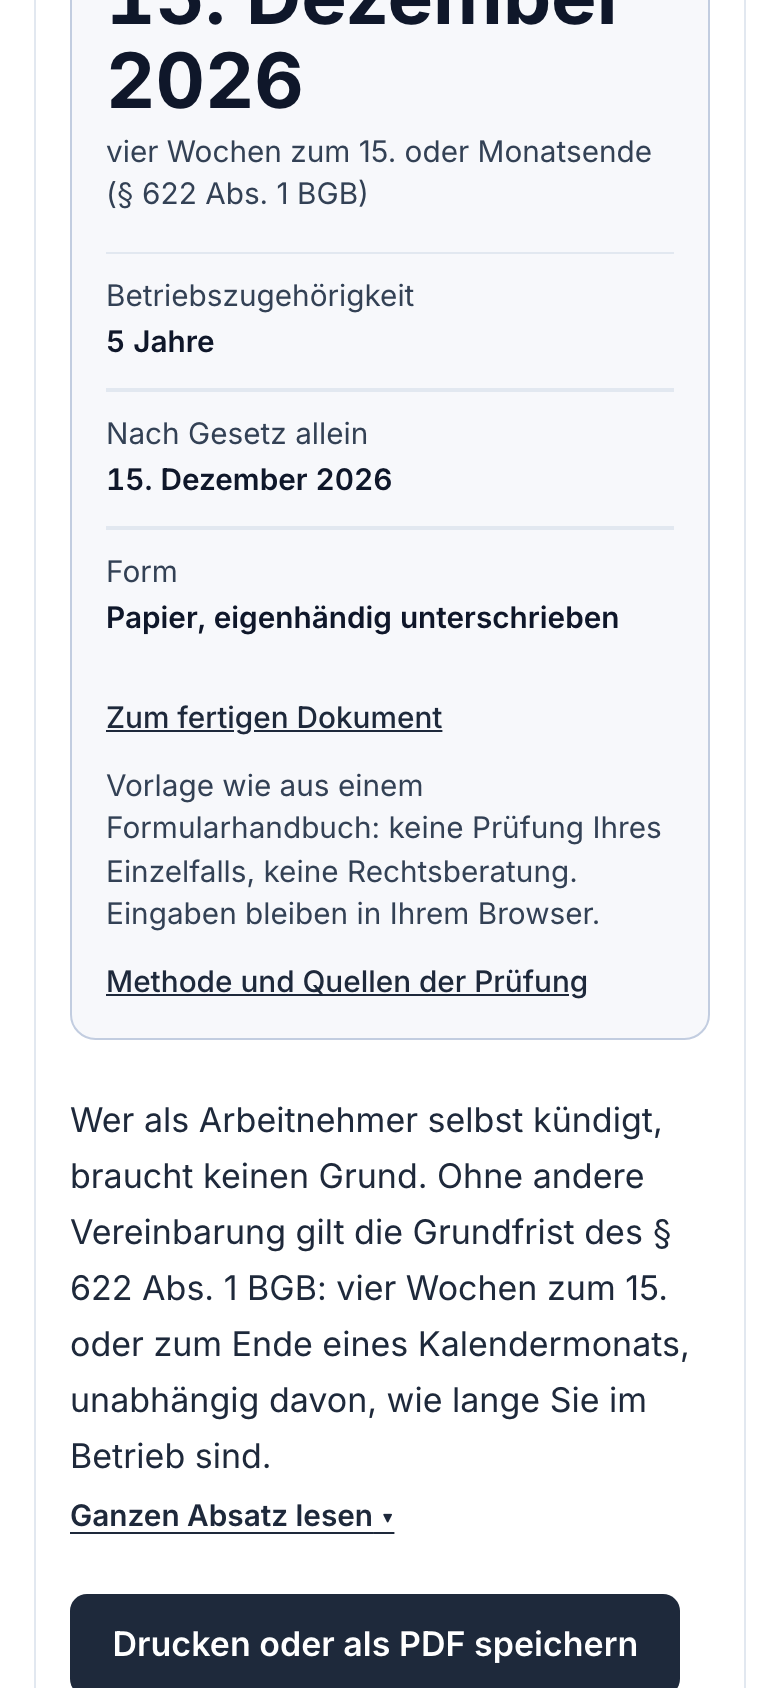 15. Dezember
2026
vier Wochen zum 15. oder Monatsende
(§ 622 Abs. 1 BGB)
Betriebszugehörigkeit
5 Jahre
Nach Gesetz allein
15. Dezember 2026
Form
Papier, eigenhändig unterschrieben
Zum fertigen Dokument
Vorlage wie aus einem
Formularhandbuch: keine Prüfung Ihres
Einzelfalls, keine Rechtsberatung.
Eingaben bleiben in Ihrem Browser.
Methode und Quellen der Prüfung
Wer als Arbeitnehmer selbst kündigt,
braucht keinen Grund. Ohne andere
Vereinbarung gilt die Grundfrist des §
622 Abs. 1 BGB: vier Wochen zum 15.
oder zum Ende eines Kalendermonats,
unabhängig davon, wie lange Sie im
Betrieb sind.
Ganzen Absatz lesen ▾
Drucken oder als PDF speichern